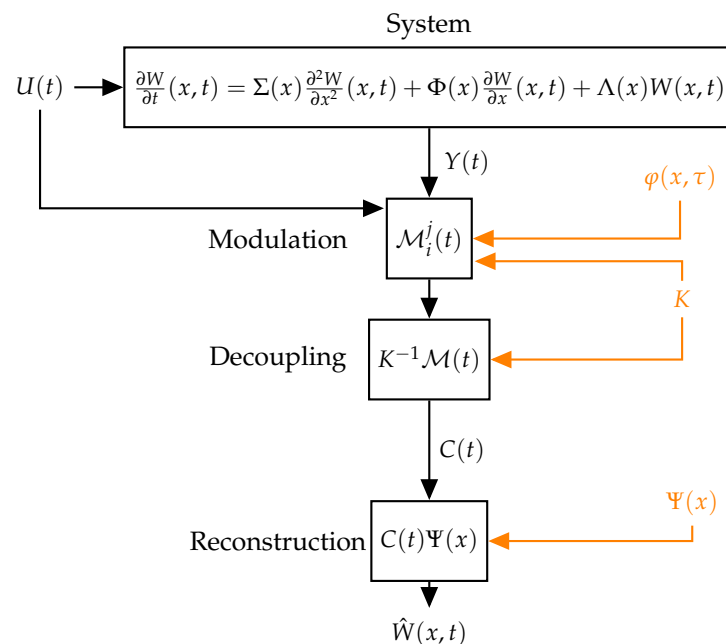 System
U(t)
∂W/∂t (x, t) = Σ(x) ∂²W/∂x² (x, t) + Φ(x) ∂W/∂x (x, t) + Λ(x)W(x, t)
Y(t)
φ(x, τ)
Modulation
ℳᵢʲ(t)
K
Decoupling
K⁻¹ℳ(t)
C(t)
Ψ(x)
Reconstruction
C(t)Ψ(x)
Ŵ(x, t)